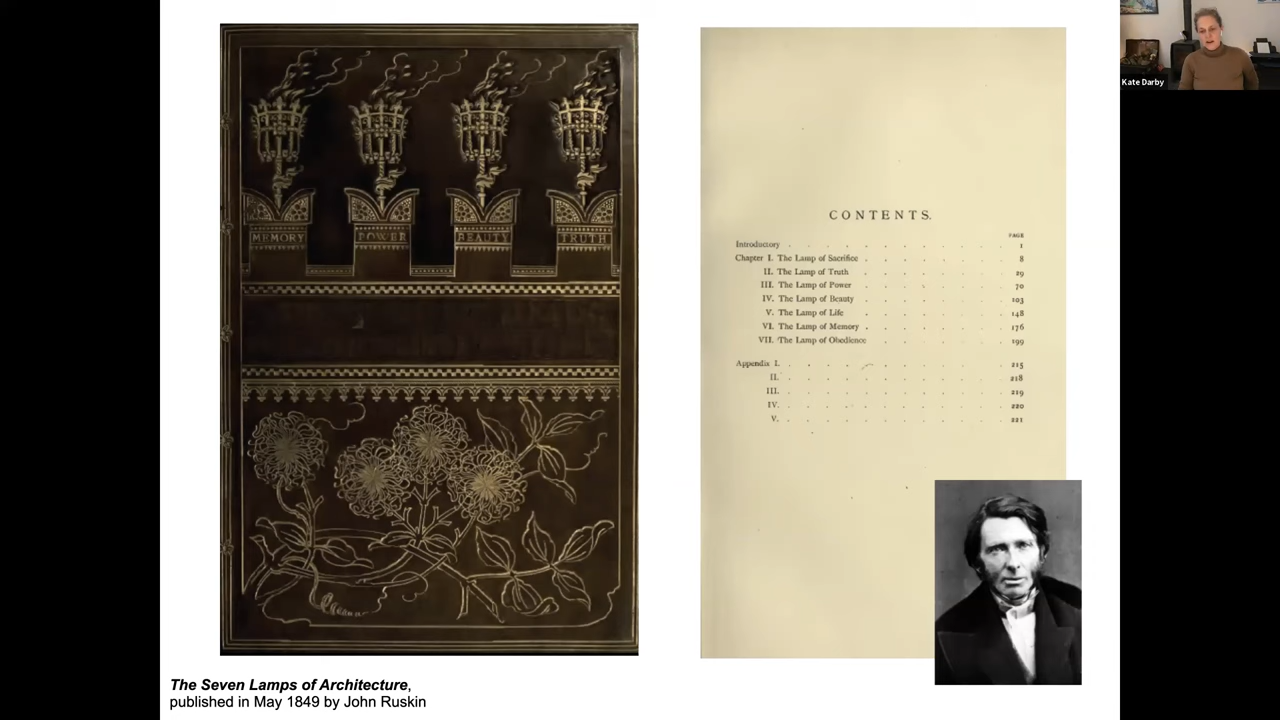 MEMORY
POWER
BEAUTY
TRUTH
CONTENTS.
PAGE
Introductory 1
Chapter I. The Lamp of Sacrifice 8
II. The Lamp of Truth 29
III. The Lamp of Power 70
IV. The Lamp of Beauty 103
V. The Lamp of Life 148
VI. The Lamp of Memory 176
VII. The Lamp of Obedience 199
Appendix I. 215
II. 218
III. 219
IV. 220
V. 221
The Seven Lamps of Architecture,
published in May 1849 by John Ruskin
Kate Darby